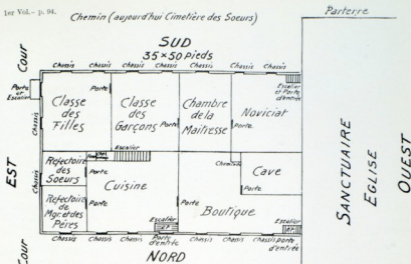 1er Vol.- p. 94.
Chemin (aujourd'hui Cimetière des Soeurs)
Parterre
Cour
SUD
35 × 50 pieds
Chassis Chassis Chassis Chassis Chassis Chassis
Porte et Escalier
Chassis
Classe des Filles
Porte
Classe des Garçons
Porte
Chambre de la Maitresse
Porte
Noviciat
Escalier et Porte d'entrée
Escalier
EST
Réfectoire des Soeurs
Porte
Cuisine
Cheminée
Cave
Porte
Chassis
Réfectoire de Mgr. et des Pères
Porte
Escalier
Boutique
Escalier
Chassis Chassis Chassis Porte d'entrée Chassis Chassis Chassis Porte d'entrée
NORD
Cour
SANCTUAIRE
EGLISE
OUEST